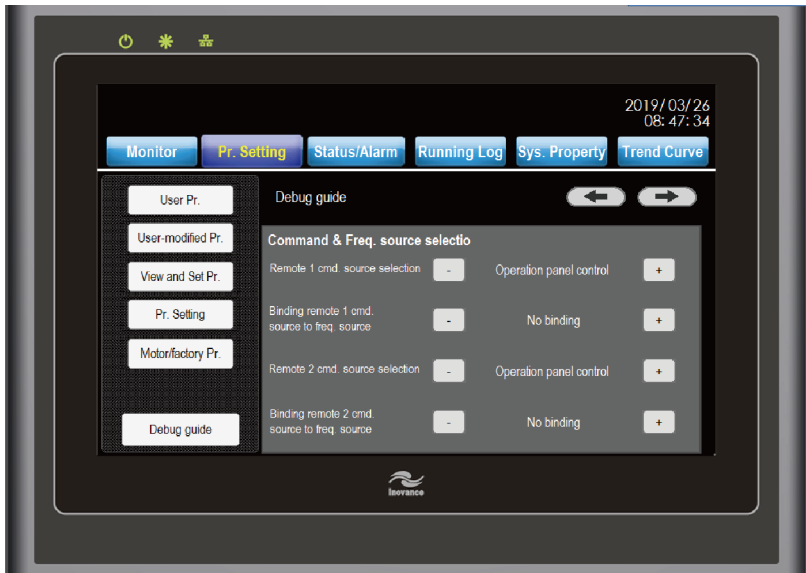 2019/03/26
08:47:34
Monitor
Pr. Setting
Status/Alarm
Running Log
Sys. Property
Trend Curve
User Pr.
User-modified Pr.
View and Set Pr.
Pr. Setting
Motor/factory Pr.
Debug guide
Debug guide
Command & Freq. source selectio
Remote 1 cmd. source selection
-
Operation panel control
+
Binding remote 1 cmd.
source to freq. source
-
No binding
+
Remote 2 cmd. source selection
-
Operation panel control
+
Binding remote 2 cmd.
source to freq. source
-
No binding
+
Inovance